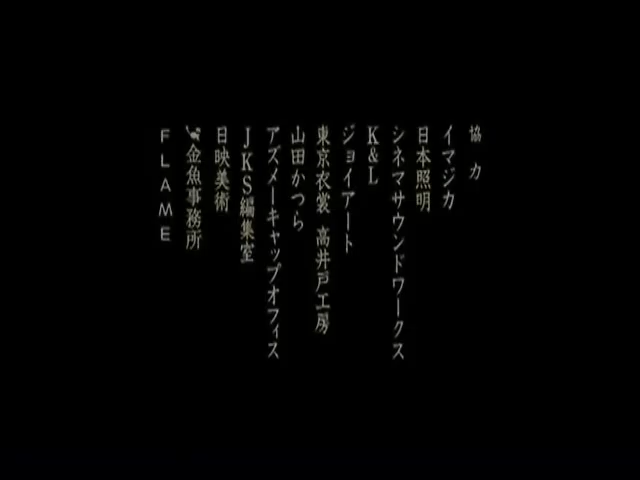 協力
イマジカ
日本照明
シネマサウンドワークス
K&L
ジョイアート
東京衣裳 高井戸工房
山田かつら
アズメーキャップオフィス
JKS編集室
日映美術
金魚事務所
FLAME